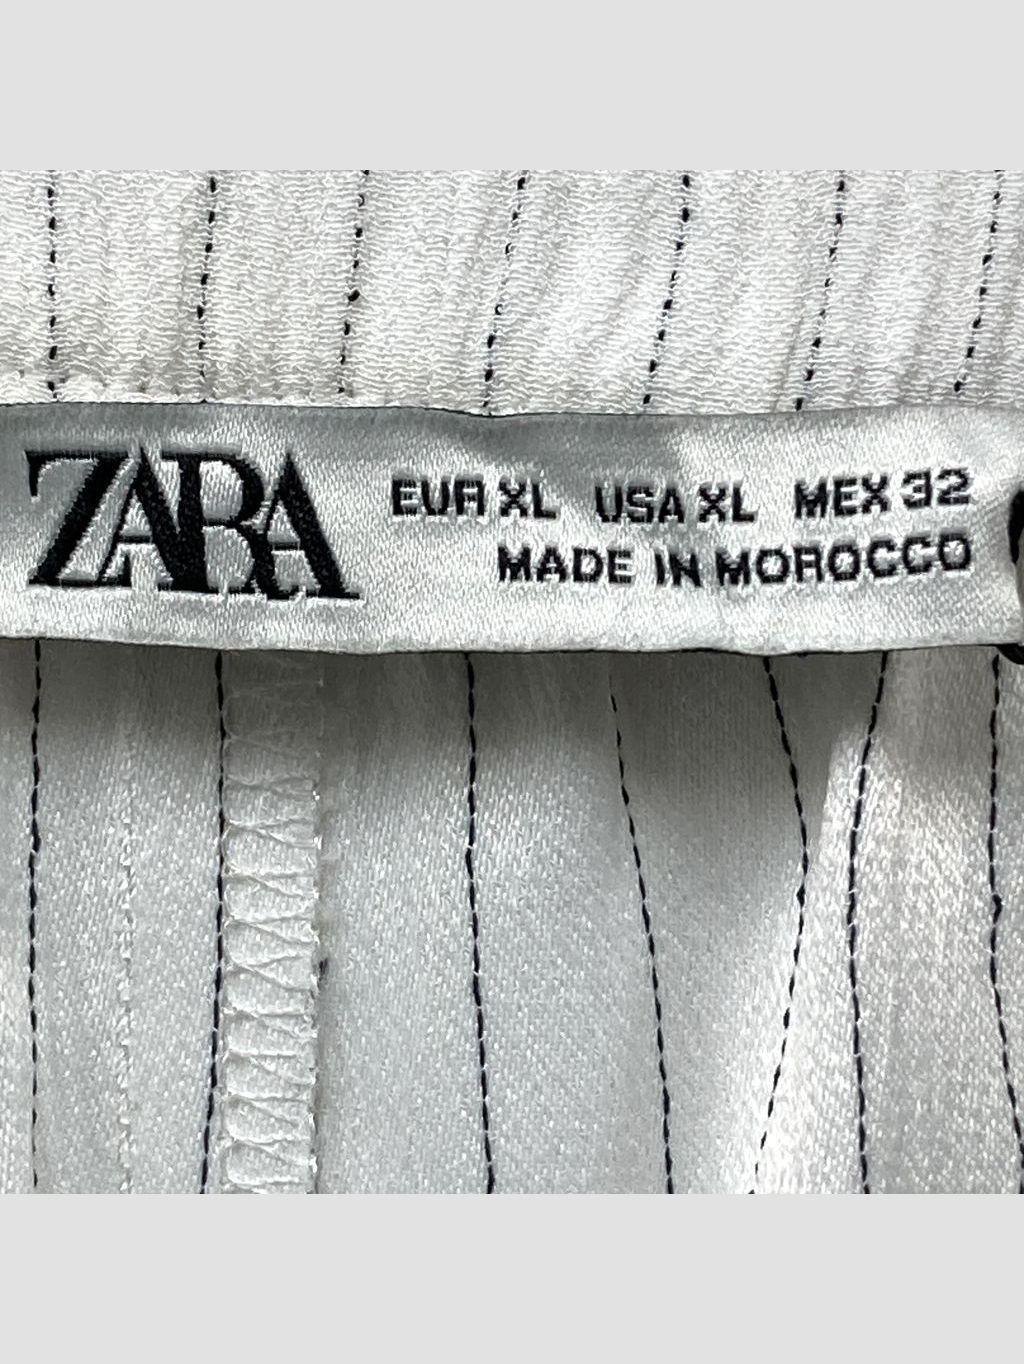 ZARA
EUR XL USA XL MEX 32
MADE IN MOROCCO